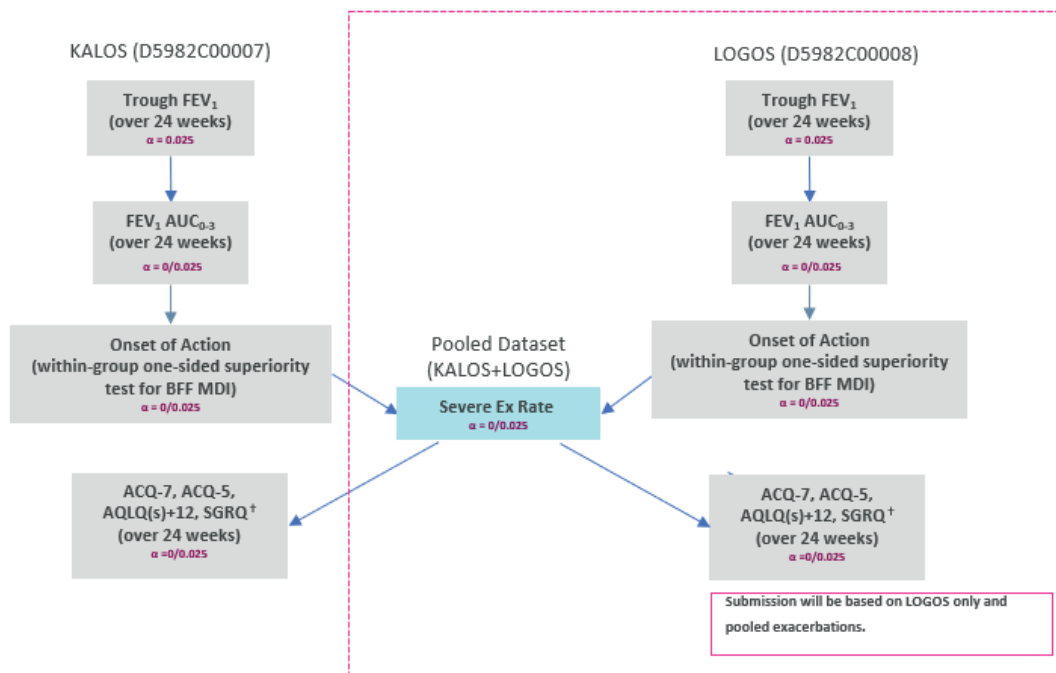 KALOS (D5982C00007)
Trough FEV₁
(over 24 weeks)
α = 0.025
FEV₁ AUC₀₋₃
(over 24 weeks)
α = 0/0.025
Onset of Action
(within-group one-sided superiority
test for BFF MDI)
α = 0/0.025
ACQ-7, ACQ-5,
AQLQ(s)+12, SGRQ †
(over 24 weeks)
α =0/0.025
Pooled Dataset
(KALOS+LOGOS)
Severe Ex Rate
α = 0/0.025
LOGOS (D5982C00008)
Trough FEV₁
(over 24 weeks)
α = 0.025
FEV₁ AUC₀₋₃
(over 24 weeks)
α = 0/0.025
Onset of Action
(within-group one-sided superiority
test for BFF MDI)
α = 0/0.025
ACQ-7, ACQ-5,
AQLQ(s)+12, SGRQ †
(over 24 weeks)
α =0/0.025
Submission will be based on LOGOS only and
pooled exacerbations.